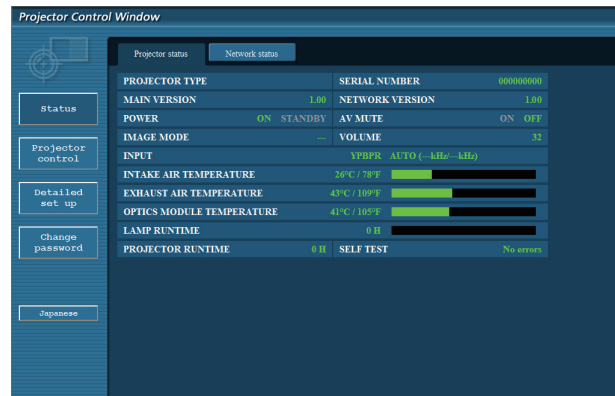 Projector Control Window
Projector status Network status
PROJECTOR TYPE SERIAL NUMBER 000000000
MAIN VERSION 1.00 NETWORK VERSION 1.00
Status
POWER ON STANDBY AV MUTE ON OFF
IMAGE MODE — VOLUME 32
Projector control
INPUT YPBPR AUTO (—kHz/—kHz)
INTAKE AIR TEMPERATURE 26°C / 78°F
Detailed set up
EXHAUST AIR TEMPERATURE 43°C / 109°F
OPTICS MODULE TEMPERATURE 41°C / 105°F
LAMP RUNTIME 0 H
Change password
PROJECTOR RUNTIME 0 H SELF TEST No errors
Japanese